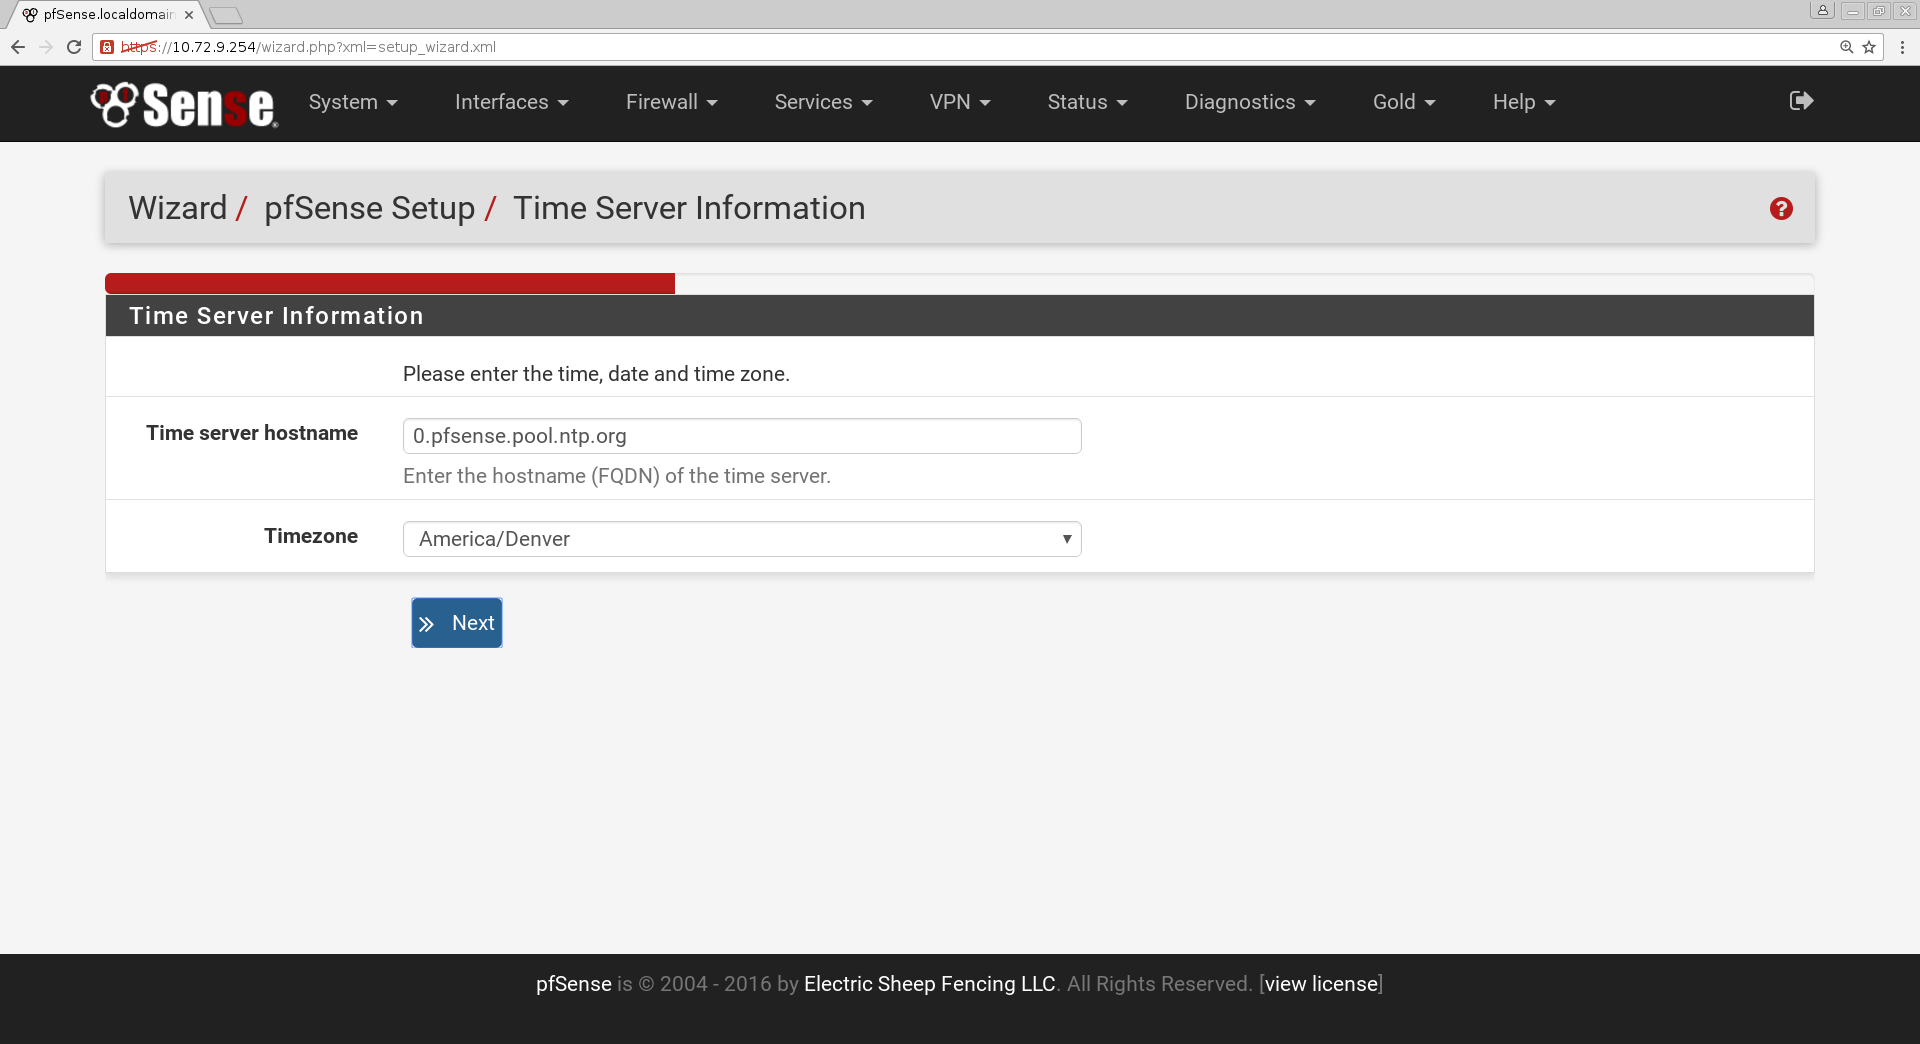 pfSense.localdomain
https://10.72.9.254/wizard.php?xml=setup_wizard.xml
Sense
System Interfaces Firewall Services VPN Status Diagnostics Gold Help
Wizard / pfSense Setup / Time Server Information
Time Server Information
Please enter the time, date and time zone.
Time server hostname 0.pfsense.pool.ntp.org
Enter the hostname (FQDN) of the time server.
Timezone America/Denver
Next
pfSense is © 2004 - 2016 by Electric Sheep Fencing LLC. All Rights Reserved. [view license]